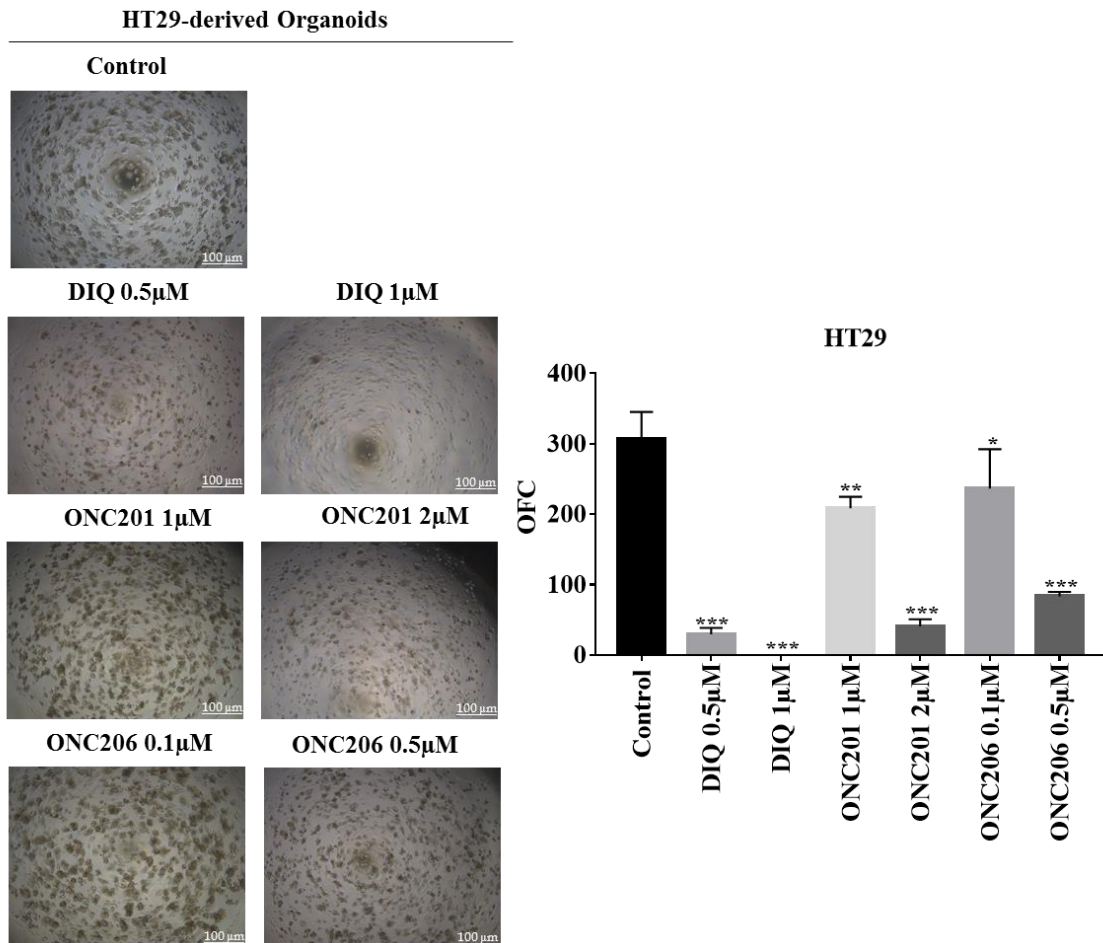 HT29-derived Organoids
Control
100 µm
DIQ 0.5µM
DIQ 1µM
100 µm
100 µm
ONC201 1µM
ONC201 2µM
100 µm
100 µm
ONC206 0.1µM
ONC206 0.5µM
100 µm
100 µm
HT29
OFC
400
300
200
100
0
***
***
**
***
*
***
Control
DIQ 0.5µM
DIQ 1µM
ONC201 1µM
ONC201 2µM
ONC206 0.1µM
ONC206 0.5µM